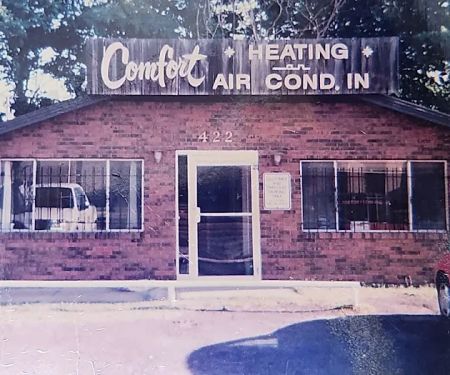 Comfort HEATING
AIR COND. IN
422